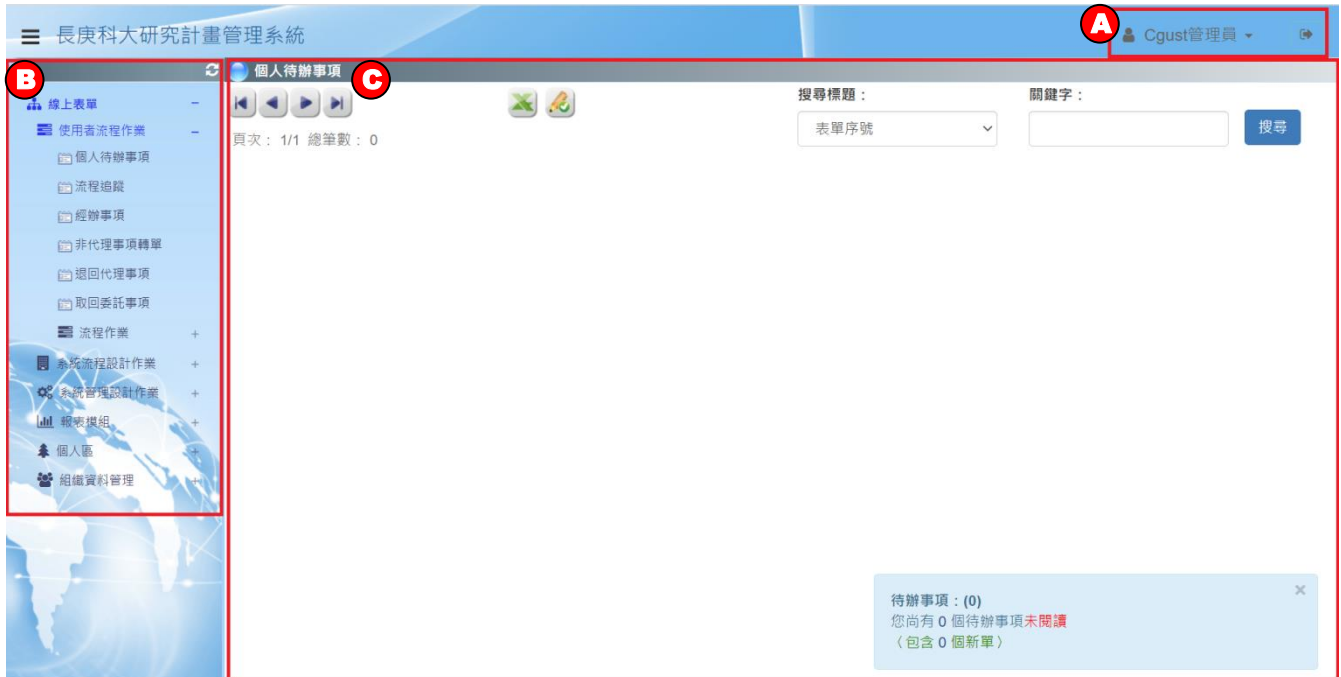 長庚科大研究計畫管理系統
A
Cgust管理員
B
線上表單
使用者流程作業
個人待辦事項
流程追蹤
經辦事項
非代理事項轉單
退回代理事項
取回委託事項
流程作業
系統流程設計作業
系統管理設計作業
報表模組
個人區
組織資料管理
個人待辦事項
C
頁次： 1/1 總筆數： 0
搜尋標題：
表單序號
關鍵字：
搜尋
待辦事項：(0)
您尚有 0 個待辦事項未閱讀
（包含 0 個新單）